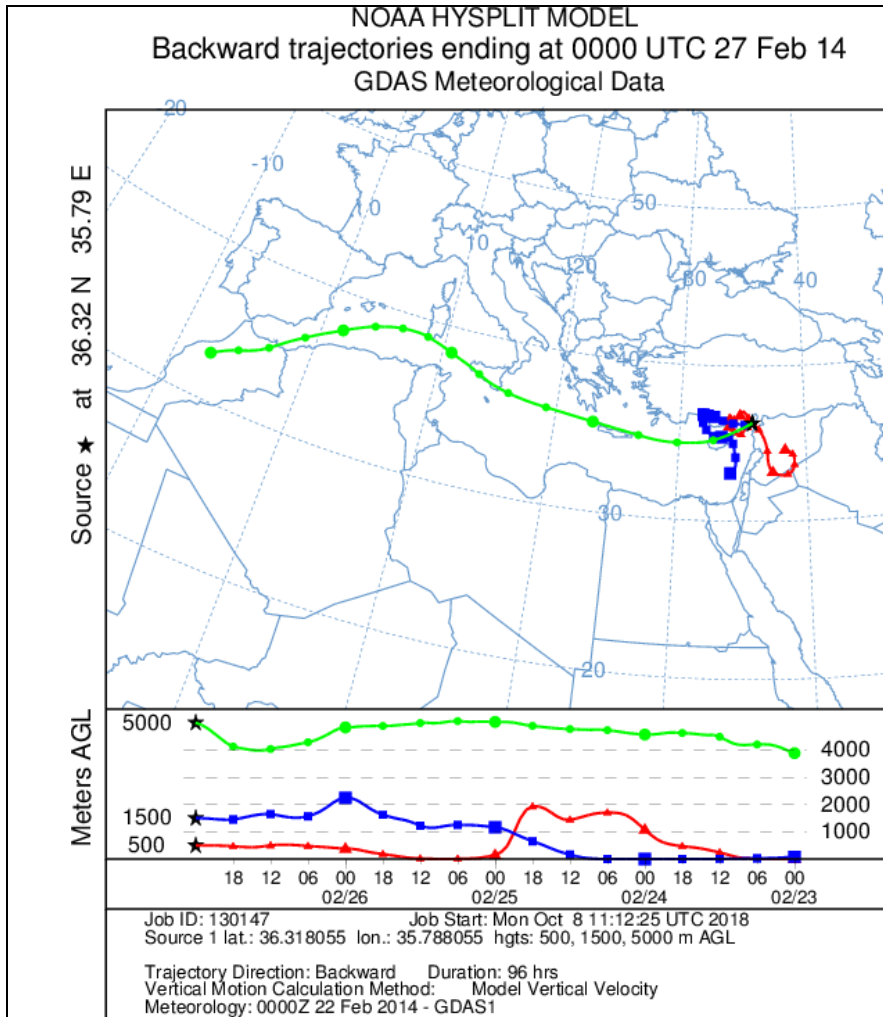 NOAA HYSPLIT MODEL
Backward trajectories ending at 0000 UTC 27 Feb 14
GDAS Meteorological Data
Source ★ at 36.32 N 35.79 E
-20
-10
0
10
20
30
40
50
40
30
20
Meters AGL
5000
1500
500
4000
3000
2000
1000
18 12 06 00 18 12 06 00 18 12 06 00 18 12 06 00
02/26 02/25 02/24 02/23
Job ID: 130147 Job Start: Mon Oct 8 11:12:25 UTC 2018
Source 1 lat.: 36.318055 lon.: 35.788055 hgts: 500, 1500, 5000 m AGL
Trajectory Direction: Backward Duration: 96 hrs
Vertical Motion Calculation Method: Model Vertical Velocity
Meteorology: 0000Z 22 Feb 2014 - GDAS1